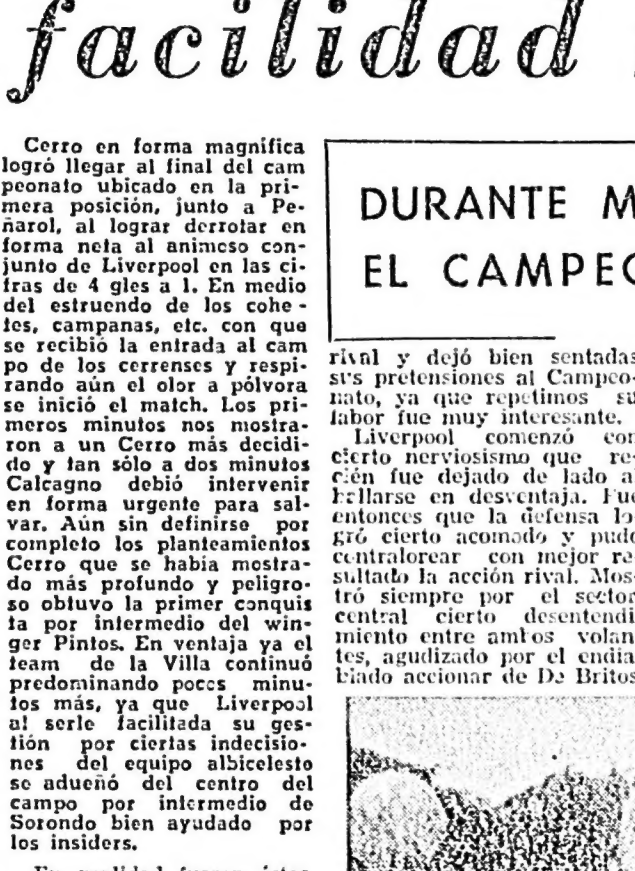 facilidad
Cerro en forma magnífica
logró llegar al final del cam
peonato ubicado en la pri-
mera posición, junto a Pe-
ñarol, al lograr derrotar en
forma neta al animoso con-
junto de Liverpool en las ci-
fras de 4 gles a 1. En medio
del estruendo de los cohe-
tes, campanas, etc. con que
se recibió la entrada al cam
po de los cerrenses y respi-
rando aún el olor a pólvora
se inició el match. Los pri-
meros minutos nos mostra-
ron a un Cerro más decidi-
do y tan sólo a dos minutos
Calcagno debió intervenir
en forma urgente para sal-
var. Aún sin definirse por
completo los planteamientos
Cerro que se había mostra-
do más profundo y peligro-
so obtuvo la primer conquis
ta por intermedio del win-
ger Pintos. En ventaja ya el
team de la Villa continuó
predominando pocos minu-
tos más, ya que Liverpool
al serle facilitada su ges-
tión por ciertas indecisio-
nes del equipo albiceleste
se adueñó del centro del
campo por intermedio de
Sorondo bien ayudado por
los insiders.
DURANTE M
EL CAMPEO
rival y dejó bien sentadas
sus pretensiones al Campeo-
nato, ya que repetimos su
labor fue muy interesante.
Liverpool comenzó con
cierto nerviosismo que re-
cién fue dejado de lado al
hallarse en desventaja. Fue
entonces que la defensa lo-
gró cierto acomodo y pudo
contralorear con mejor re-
sultado la acción rival. Mos-
tró siempre por el sector
central cierto desentendi
miento entre ambos volan
tes, agudizado por el endia
blado accionar de De Britos